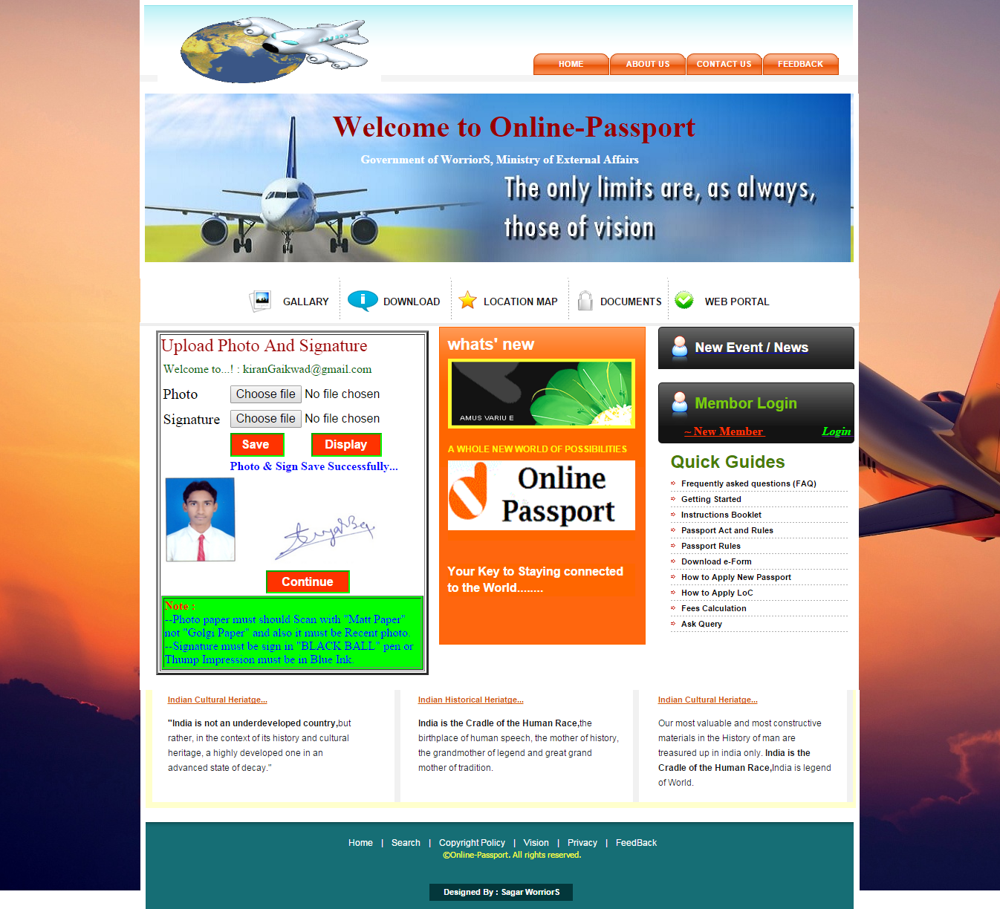 HOME
ABOUT US
CONTACT US
FEEDBACK
Welcome to Online-Passport
Government of WorriorS, Ministry of External Affairs
The only limits are, as always,
those of vision
GALLARY
DOWNLOAD
LOCATION MAP
DOCUMENTS
WEB PORTAL
Upload Photo And Signature
Welcome to...! : kiranGaikwad@gmail.com
Photo Choose file No file chosen
Signature Choose file No file chosen
Save Display
Photo & Sign Save Successfully...
Continue
Note :
--Photo paper must should Scan with "Matt Paper"
not "Golgi Paper" and also it must be Recent photo.
--Signature must be sign in "BLACK BALL" pen or
Thump Impression must be in Blue Ink.
whats' new
AMUS VARIU E
A WHOLE NEW WORLD OF POSSIBILITIES
Online
Passport
Your Key to Staying connected
to the World........
New Event / News
Membor Login
~ New Member Login
Quick Guides
Frequently asked questions (FAQ)
Getting Started
Instructions Booklet
Passport Act and Rules
Passport Rules
Download e-Form
How to Apply New Passport
How to Apply LoC
Fees Calculation
Ask Query
Indian Cultural Heriatge...
"India is not an underdeveloped country,but
rather, in the context of its history and cultural
heritage, a highly developed one in an
advanced state of decay."
Indian Historical Heriatge...
India is the Cradle of the Human Race,the
birthplace of human speech, the mother of history,
the grandmother of legend and great grand
mother of tradition.
Indian Cultural Heriatge...
Our most valuable and most constructive
materials in the History of man are
treasured up in india only. India is the
Cradle of the Human Race,India is legend
of World.
Home | Search | Copyright Policy | Vision | Privacy | FeedBack
©Online-Passport. All rights reserved.
Designed By : Sagar WorriorS